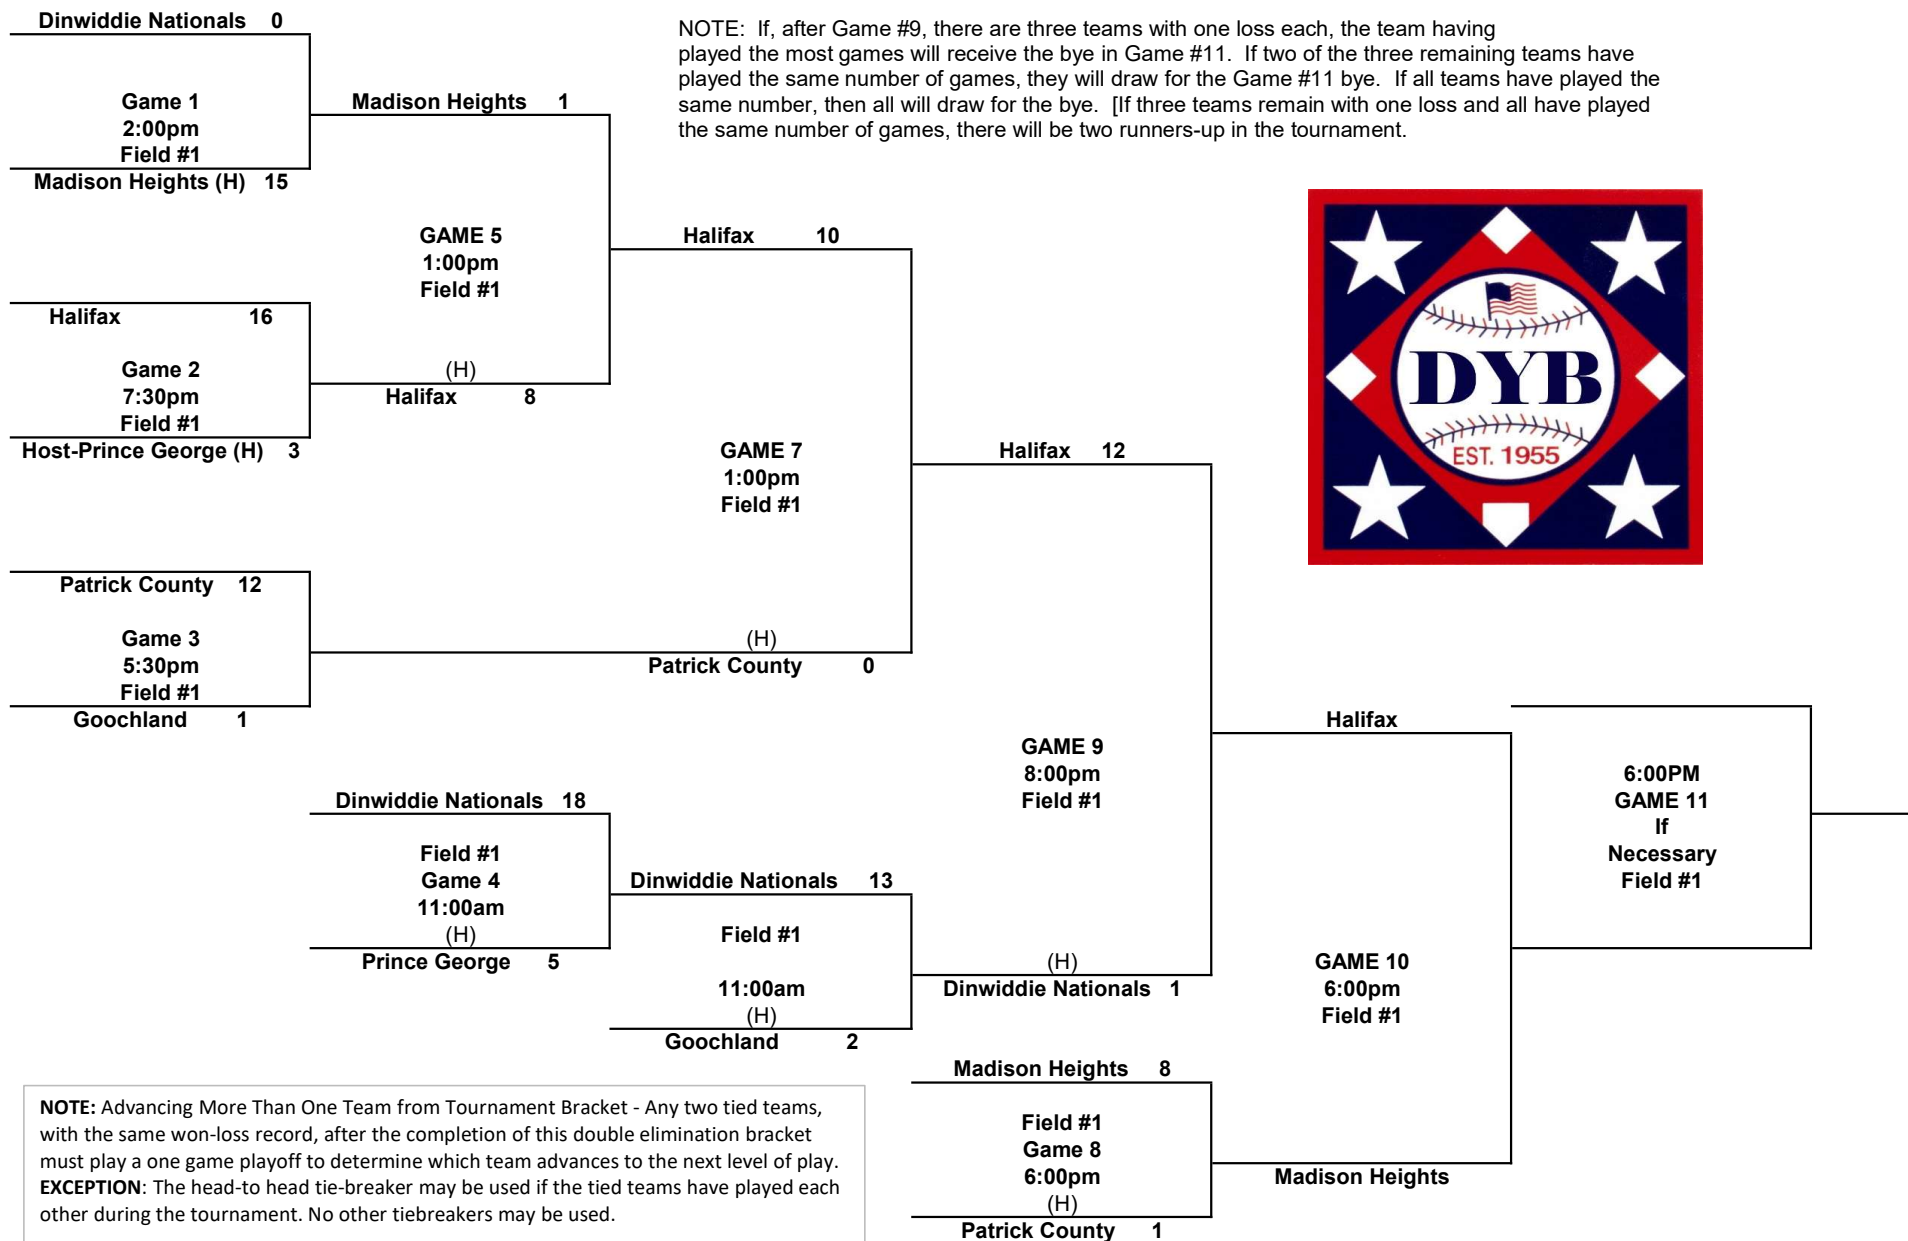 Dinwiddie Nationals 0
NOTE: If, after Game #9, there are three teams with one loss each, the team having
played the most games will receive the bye in Game #11. If two of the three remaining teams have
played the same number of games, they will draw for the Game #11 bye. If all teams have played the
same number, then all will draw for the bye. [If three teams remain with one loss and all have played
the same number of games, there will be two runners-up in the tournament.
Game 1
2:00pm
Field #1
Madison Heights (H) 15
Madison Heights 1
GAME 5
1:00pm
Field #1
Halifax 16
Game 2
7:30pm
Field #1
Host-Prince George (H) 3
(H)
Halifax 8
Halifax 10
GAME 7
1:00pm
Field #1
Patrick County 12
Game 3
5:30pm
Field #1
Goochland 1
(H)
Patrick County 0
Halifax 12
DYB
EST. 1955
GAME 9
8:00pm
Field #1
Dinwiddie Nationals 18
Field #1
Game 4
11:00am
(H)
Prince George 5
Dinwiddie Nationals 13
Field #1
11:00am
(H)
Goochland 2
(H)
Dinwiddie Nationals 1
Halifax
GAME 10
6:00pm
Field #1
6:00PM
GAME 11
If
Necessary
Field #1
Madison Heights 8
Field #1
Game 8
6:00pm
(H)
Patrick County 1
Madison Heights
NOTE: Advancing More Than One Team from Tournament Bracket - Any two tied teams,
with the same won-loss record, after the completion of this double elimination bracket
must play a one game playoff to determine which team advances to the next level of play.
EXCEPTION: The head-to head tie-breaker may be used if the tied teams have played each
other during the tournament. No other tiebreakers may be used.